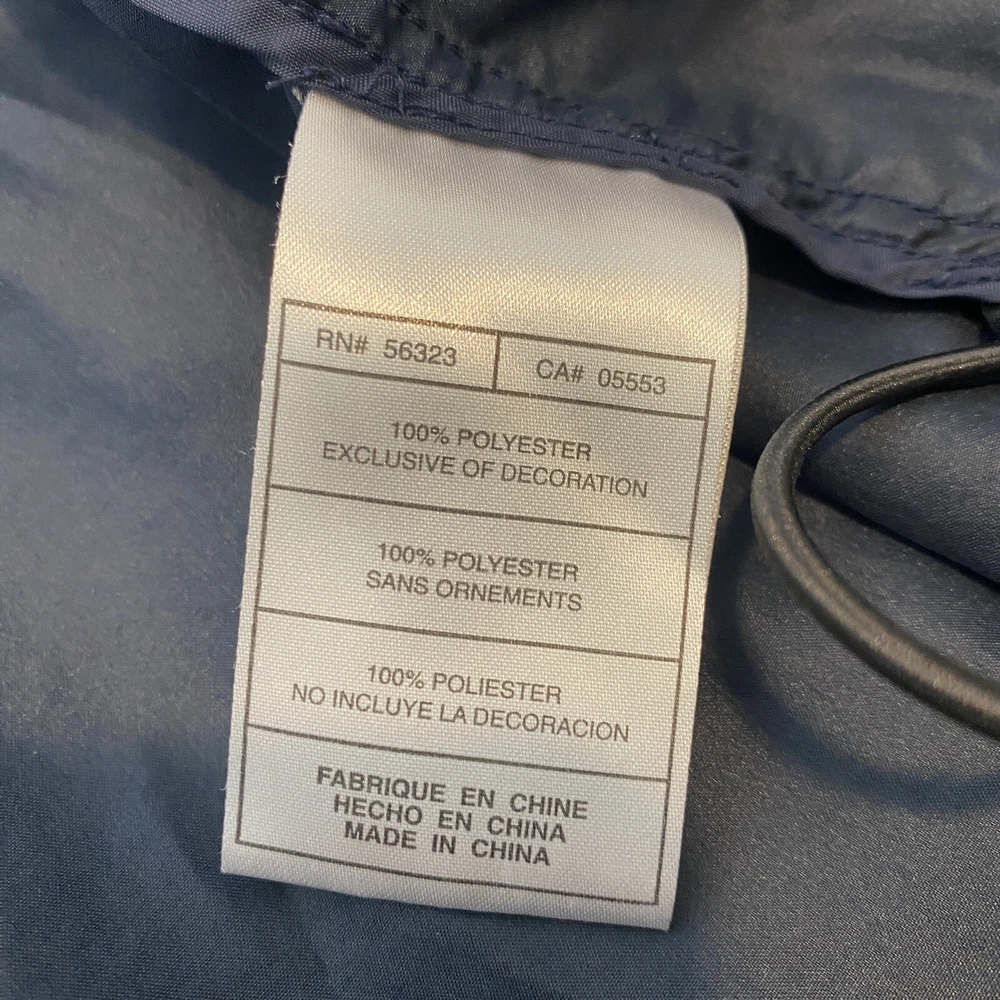 RN# 56323
CA# 05553
100% POLYESTER
EXCLUSIVE OF DECORATION
100% POLYESTER
SANS ORNEMENTS
100% POLIESTER
NO INCLUYE LA DECORACION
FABRIQUE EN CHINE
HECHO EN CHINA
MADE IN CHINA